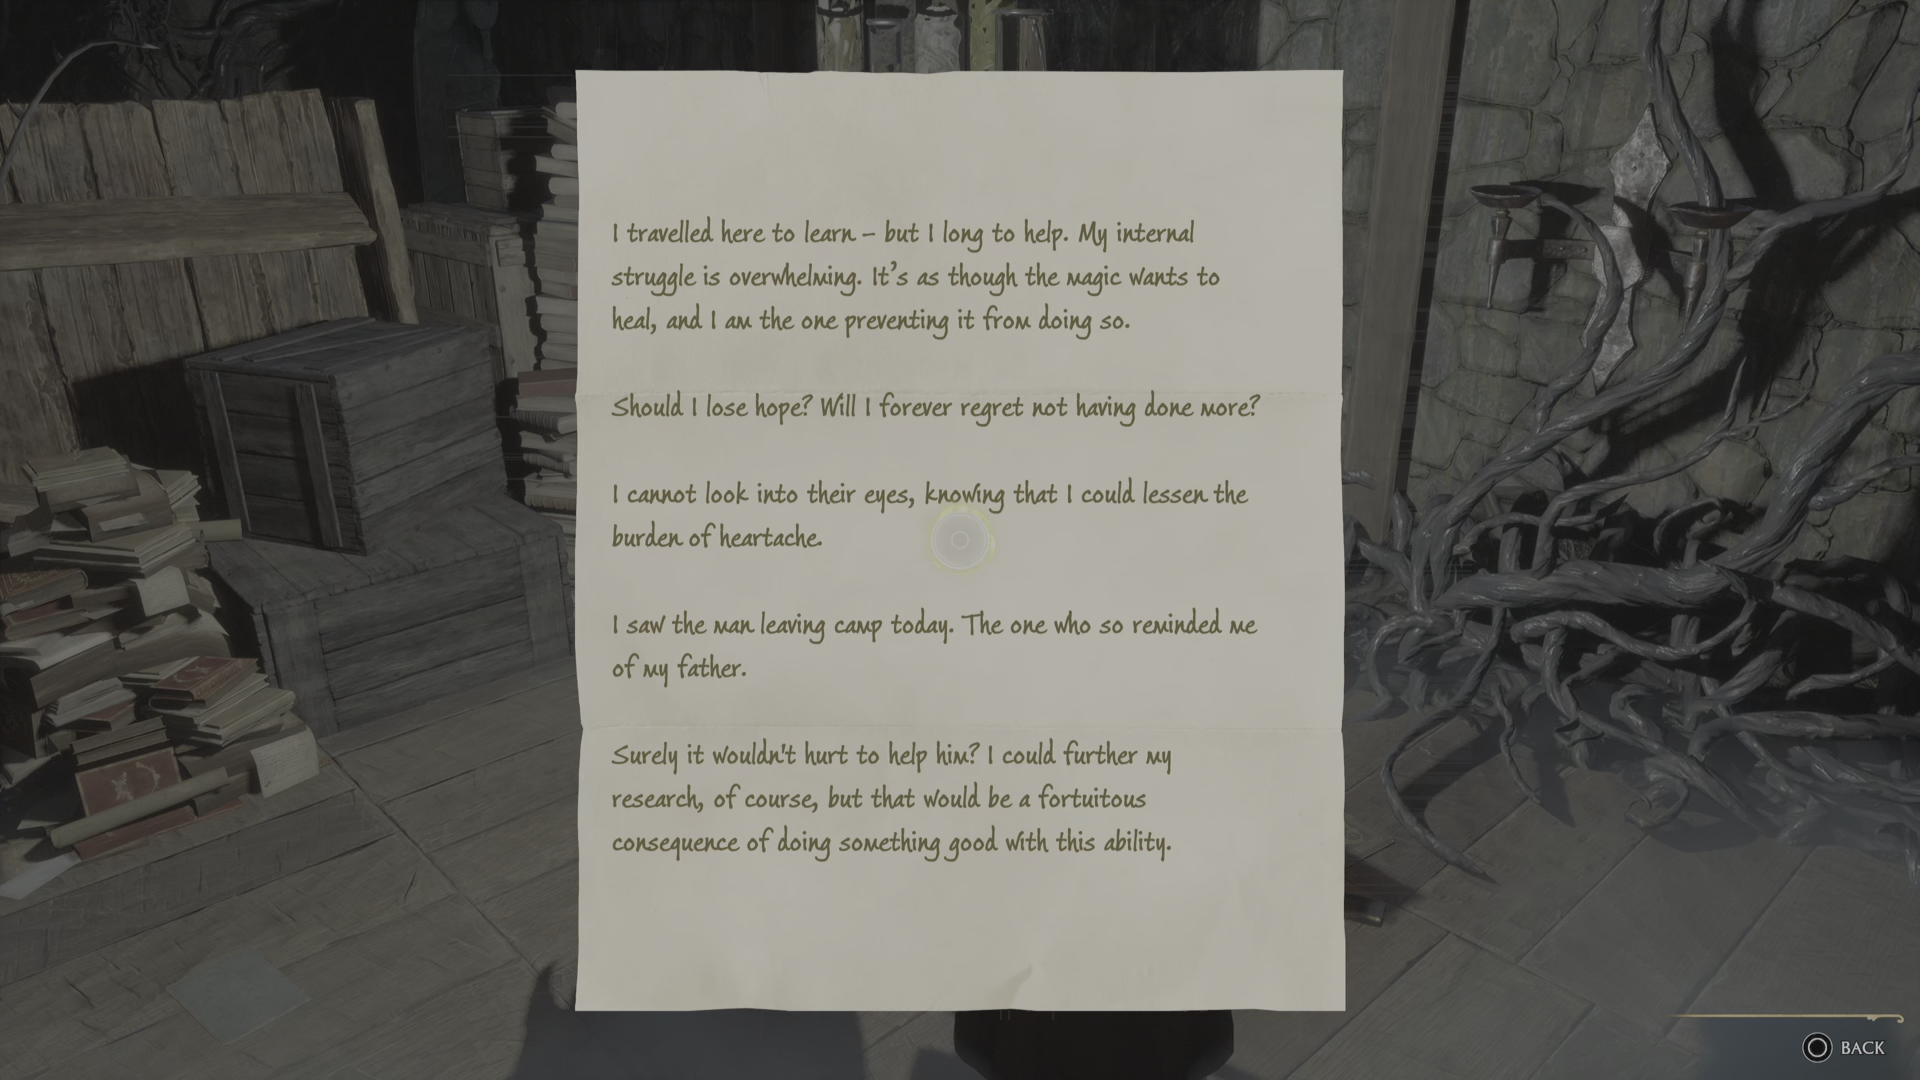 I travelled here to learn – but I long to help. My internal
struggle is overwhelming. It’s as though the magic wants to
heal, and I am the one preventing it from doing so.
Should I lose hope? Will I forever regret not having done more?
I cannot look into their eyes, knowing that I could lessen the
burden of heartache.
I saw the man leaving camp today. The one who so reminded me
of my father.
Surely it wouldn't hurt to help him? I could further my
research, of course, but that would be a fortuitous
consequence of doing something good with this ability.
BACK